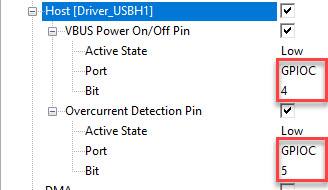 Host [Driver_USBH1]
VBUS Power On/Off Pin
Active State Low
Port GPIOC
Bit 4
Overcurrent Detection Pin
Active State Low
Port GPIOC
Bit 5